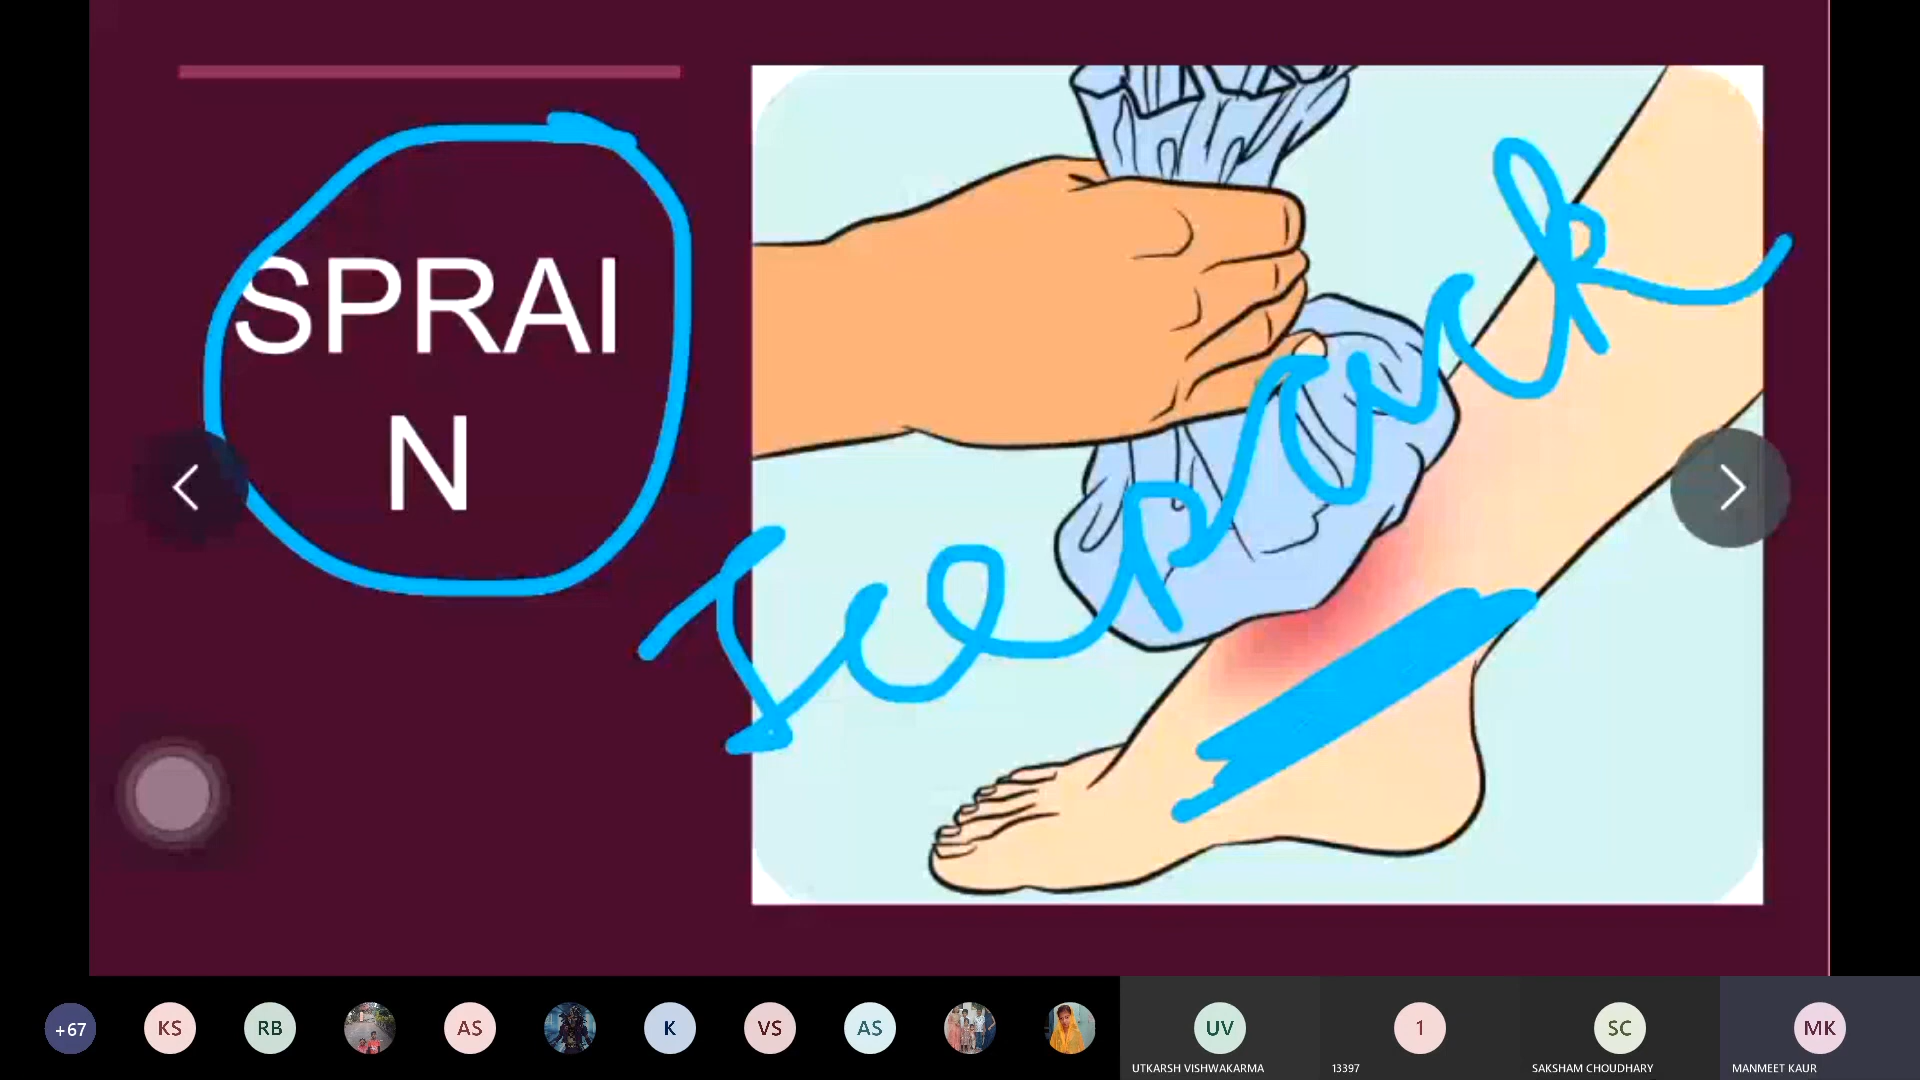 SPRAI
N
Ice pack
+67
KS
RB
AS
K
VS
AS
UV
1
SC
MK
UTKARSH VISHWAKARMA
13397
SAKSHAM CHOUDHARY
MANMEET KAUR